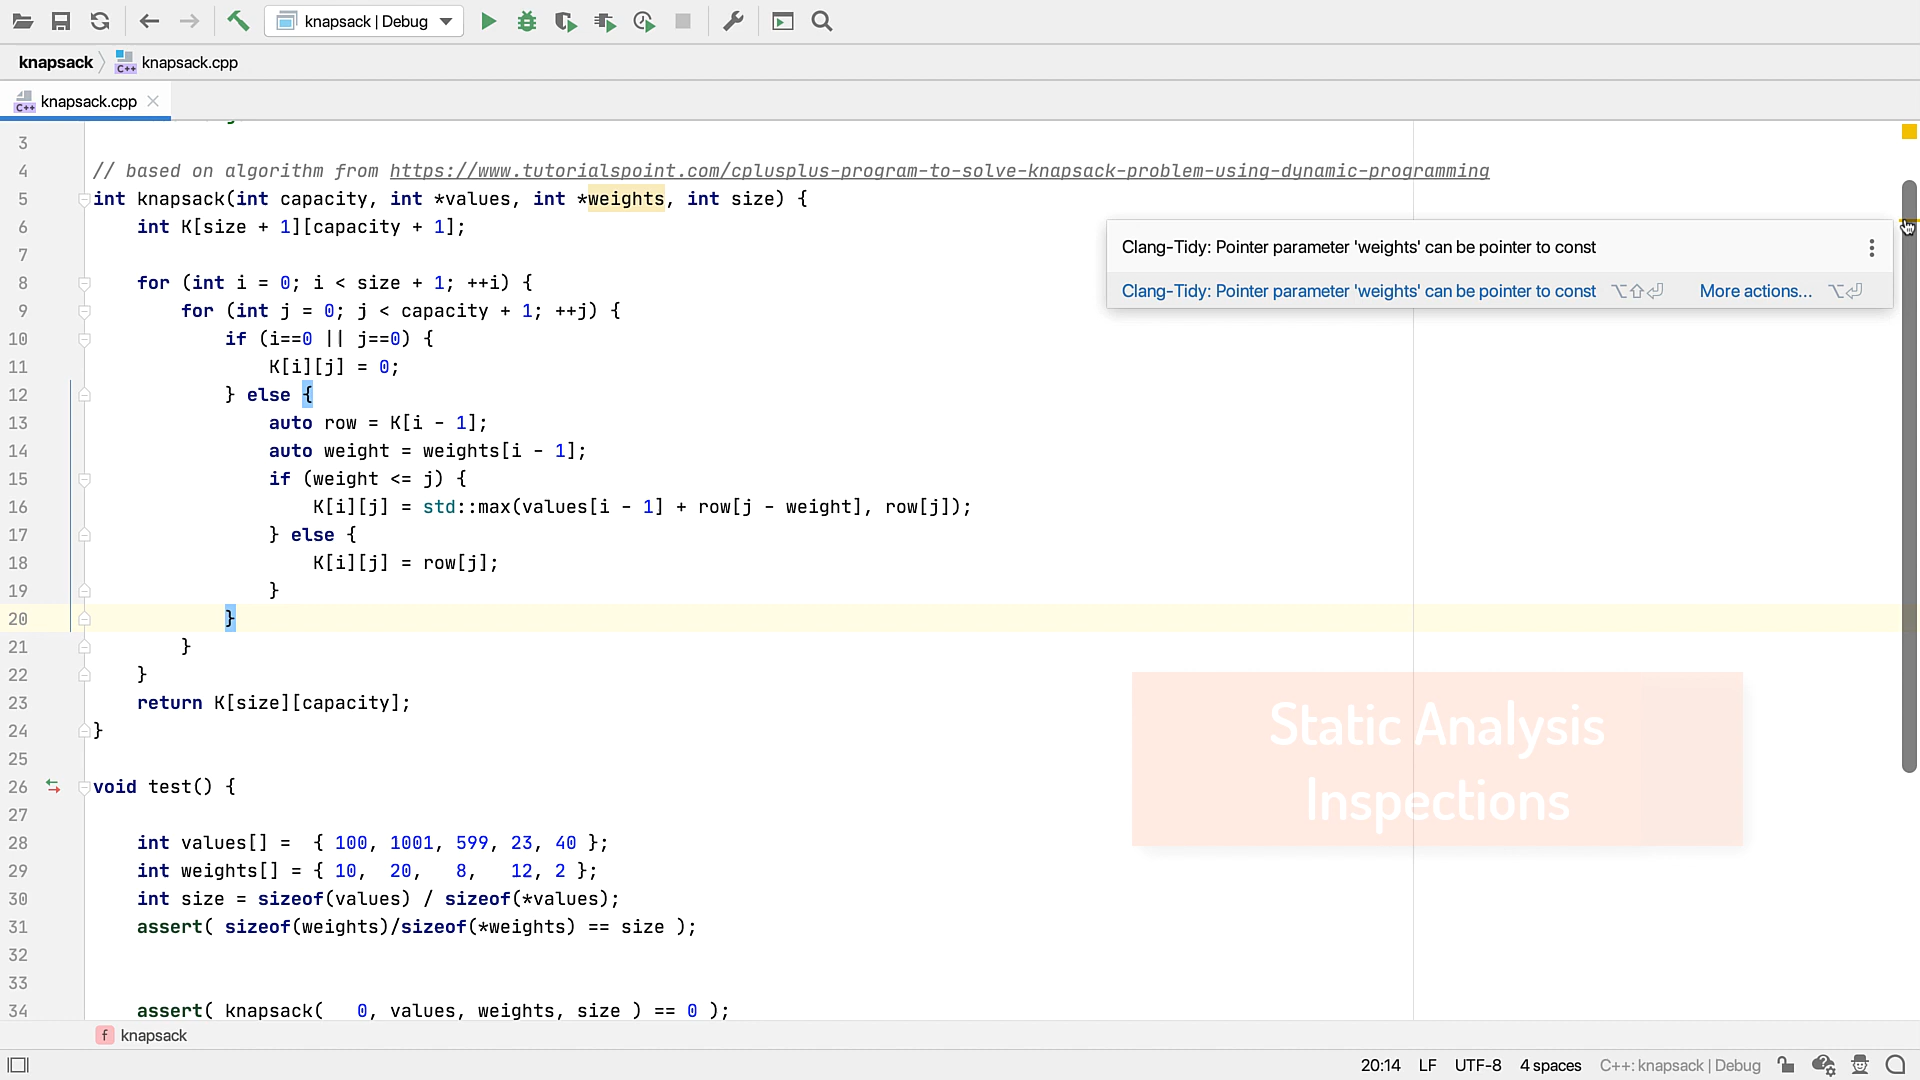 knapsack | Debug
knapsack knapsack.cpp
knapsack.cpp
3
4 // based on algorithm from https://www.tutorialspoint.com/cplusplus-program-to-solve-knapsack-problem-using-dynamic-programming
5 int knapsack(int capacity, int *values, int *weights, int size) {
6 int K[size + 1][capacity + 1];
Clang-Tidy: Pointer parameter 'weights' can be pointer to const
7
8 for (int i = 0; i < size + 1; ++i) {
Clang-Tidy: Pointer parameter 'weights' can be pointer to const ⌥⇧⏎ More actions... ⌥⏎
9 for (int j = 0; j < capacity + 1; ++j) {
10 if (i==0 || j==0) {
11 K[i][j] = 0;
12 } else {
13 auto row = K[i - 1];
14 auto weight = weights[i - 1];
15 if (weight <= j) {
16 K[i][j] = std::max(values[i - 1] + row[j - weight], row[j]);
17 } else {
18 K[i][j] = row[j];
19 }
20 }
21 }
22 }
23 return K[size][capacity];
24 }
Static Analysis
Inspections
25
26 void test() {
27
28 int values[] = { 100, 1001, 599, 23, 40 };
29 int weights[] = { 10, 20, 8, 12, 2 };
30 int size = sizeof(values) / sizeof(*values);
31 assert( sizeof(weights)/sizeof(*weights) == size );
32
33
34 assert( knapsack( 0, values, weights, size ) == 0 );
f knapsack
20:14 LF UTF-8 4 spaces C++: knapsack | Debug